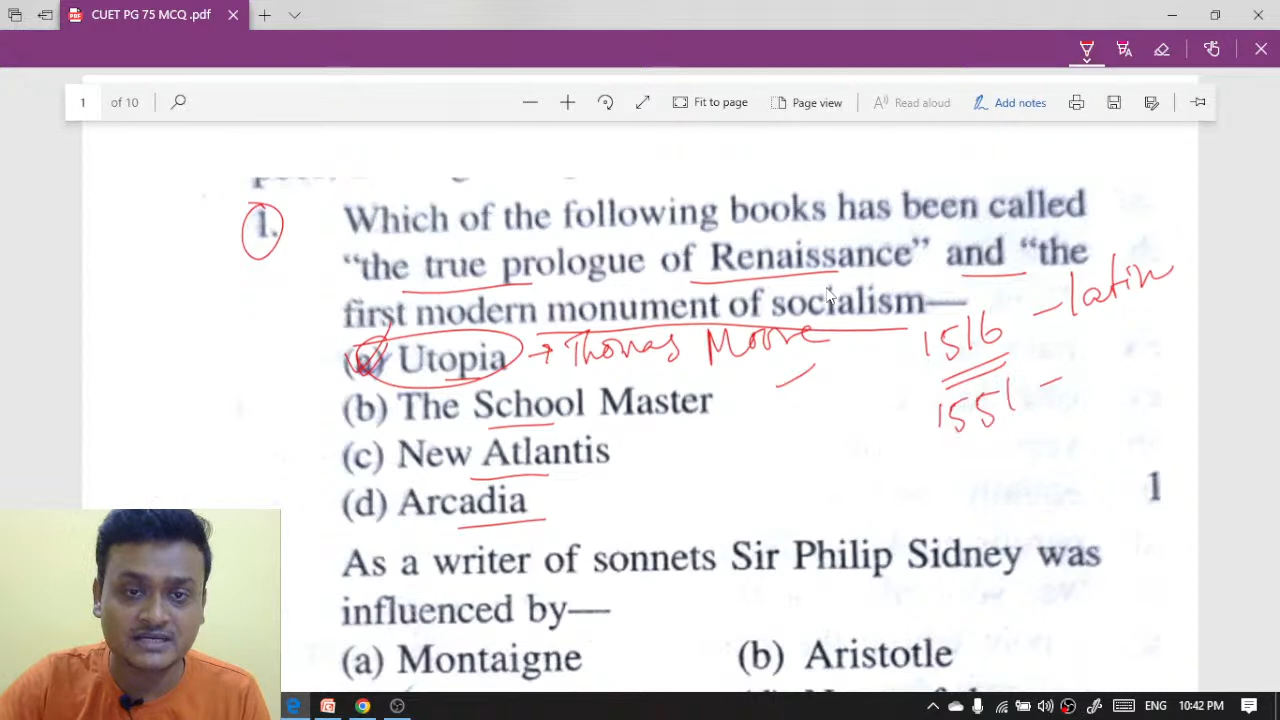 CUET PG 75 MCQ .pdf
1 of 10
Fit to page
Page view
Read aloud
Add notes
1. Which of the following books has been called
“the true prologue of Renaissance” and “the
first modern monument of socialism—
(a) Utopia → Thomas Moore
1516 – latin
1551 –
(b) The School Master
(c) New Atlantis
(d) Arcadia
1
As a writer of sonnets Sir Philip Sidney was
influenced by—
(a) Montaigne (b) Aristotle
ENG 10:42 PM